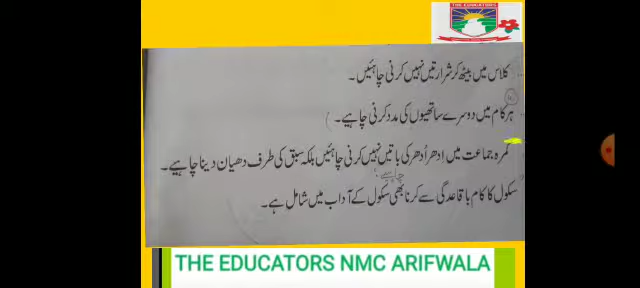 THE EDUCATORS
کلاس میں بیٹھ کر شرارتیں نہیں کرنی چاہئیں۔
ہر کام میں دوسرے ساتھیوں کی مدد کرنی چاہیے۔
کمرہ جماعت میں ادھر اُدھر کی باتیں نہیں کرنی چاہئیں بلکہ سبق کی طرف دھیان دینا چاہیے۔
چاہیے
سکول کا کام باقاعدگی سے کرنا بھی سکول کے آداب میں شامل ہے۔
THE EDUCATORS NMC ARIFWALA